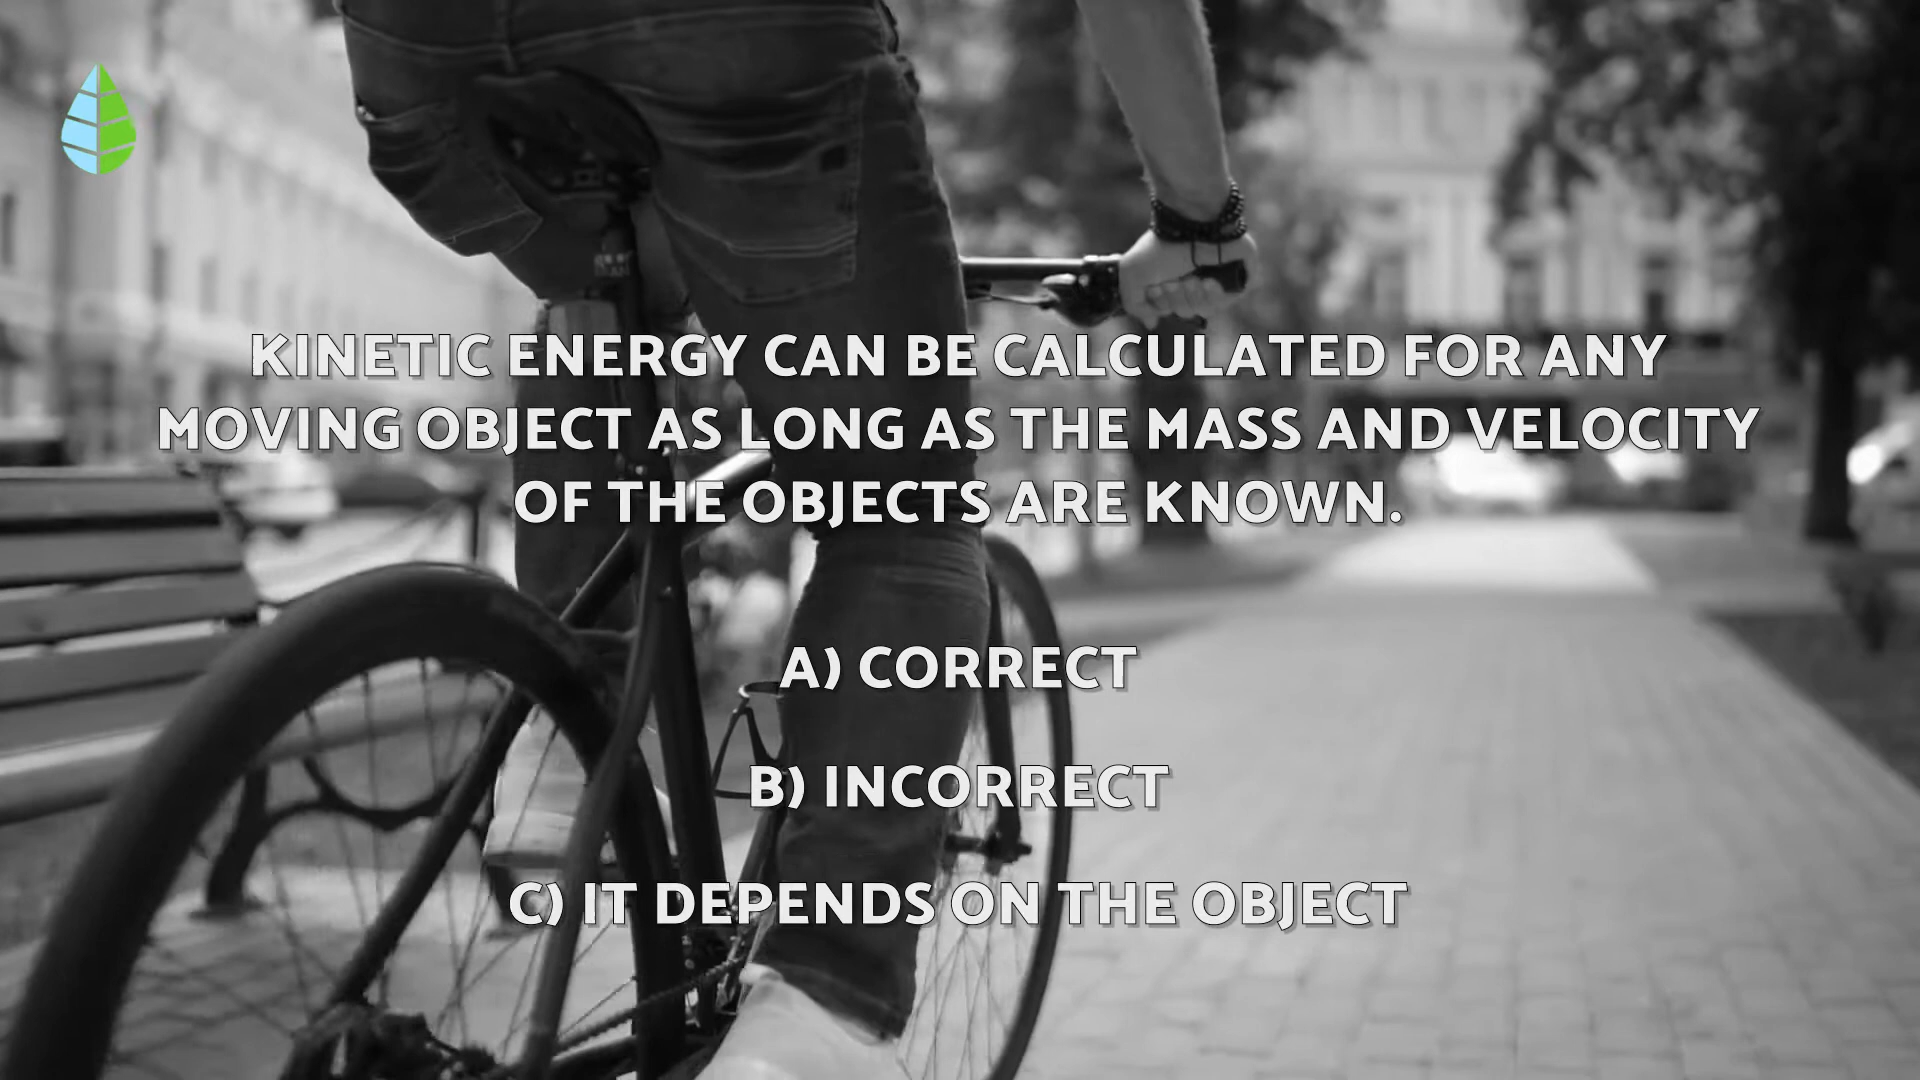 KINETIC ENERGY CAN BE CALCULATED FOR ANY
MOVING OBJECT AS LONG AS THE MASS AND VELOCITY
OF THE OBJECTS ARE KNOWN.
A) CORRECT
B) INCORRECT
C) IT DEPENDS ON THE OBJECT